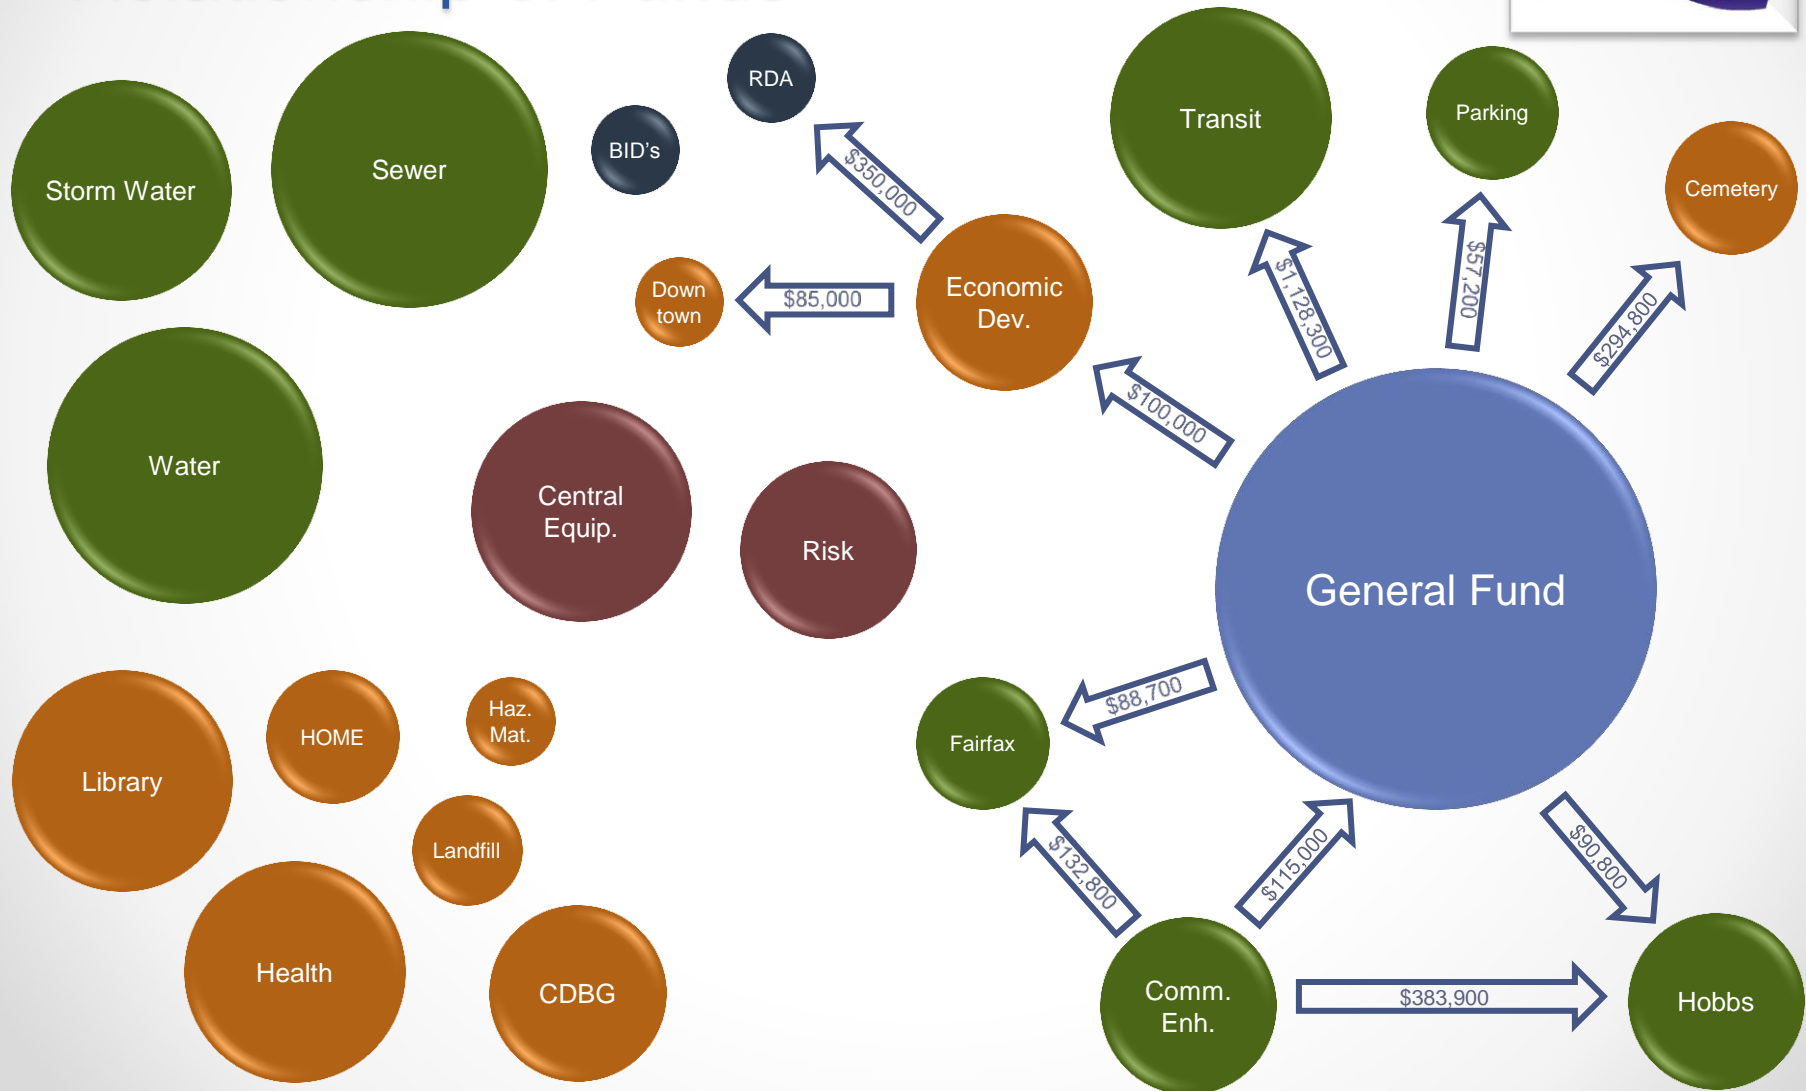 RDA
Transit
Parking
BID's
Sewer
Storm Water
Cemetery
$350,000
Down
town
$85,000
Economic
Dev.
$1,128,300
$57,200
$294,800
$100,000
Water
Central
Equip.
Risk
General Fund
Library
HOME
Haz.
Mat.
Landfill
Health
CDBG
$88,700
Fairfax
$132,800
$115,000
$90,800
Comm.
Enh.
$383,900
Hobbs